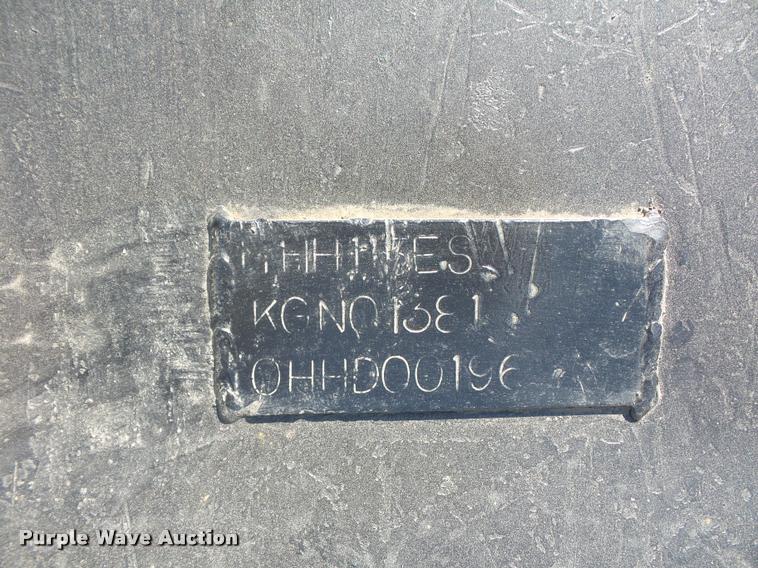 KGN01381
0HHD00196
Purple Wave Auction